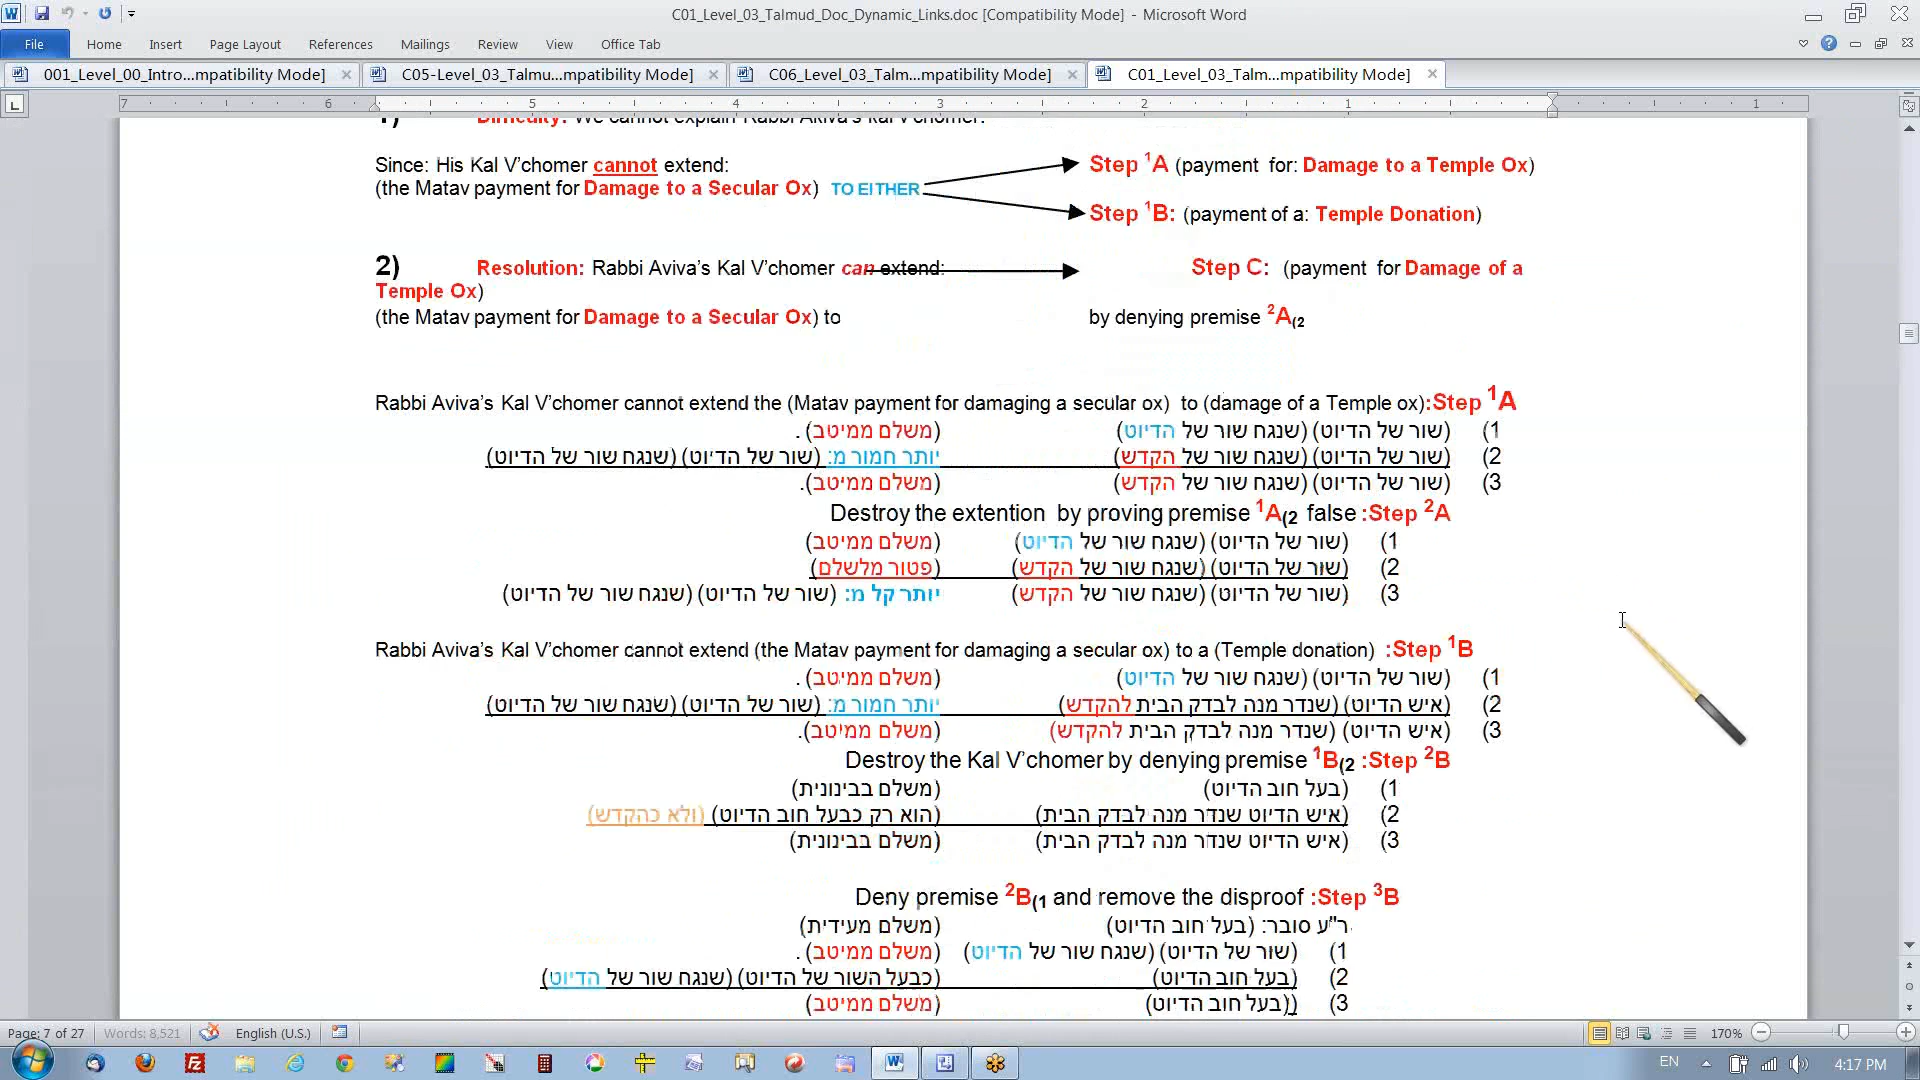 C01_Level_03_Talmud_Doc_Dynamic_Links.doc [Compatibility Mode] - Microsoft Word
File Home Insert Page Layout References Mailings Review View Office Tab
001_Level_00_Intro...mpatibility Mode] C05-Level_03_Talmu...mpatibility Mode] C06_Level_03_Talm...mpatibility Mode] C01_Level_03_Talm...mpatibility Mode]
7 6 5 4 3 2 1 1
1) Difficulty: We cannot explain Rabbi Akiva's kal v'chomer.
Since: His Kal V'chomer cannot extend:
Step 1A (payment for: Damage to a Temple Ox)
(the Matav payment for Damage to a Secular Ox) TO EITHER
Step 1B: (payment of a: Temple Donation)
2) Resolution: Rabbi Aviva's Kal V'chomer can extend: Step C: (payment for Damage of a
Temple Ox)
(the Matav payment for Damage to a Secular Ox) to by denying premise 2A(2
Rabbi Aviva's Kal V'chomer cannot extend the (Matav payment for damaging a secular ox) to (damage of a Temple ox):Step 1A
1) (שור של הדיוט) (שנגח שור של הדיוט) (משלם ממיטב).
2) (שור של הדיוט) (שנגח שור של הקדש) יותר חמור מ: (שור של הדיוט) (שנגח שור של הדיוט)
3) (שור של הדיוט) (שנגח שור של הקדש) (משלם ממיטב).
Destroy the extention by proving premise 1A(2 false :Step 2A
1) (שור של הדיוט) (שנגח שור של הדיוט) (משלם ממיטב)
2) (שור של הדיוט) (שנגח שור של הקדש) (פטור מלשלם)
3) (שור של הדיוט) (שנגח שור של הקדש) יותר קל מ: (שור של הדיוט) (שנגח שור של הדיוט)
Rabbi Aviva's Kal V'chomer cannot extend (the Matav payment for damaging a secular ox) to a (Temple donation) :Step 1B
1) (שור של הדיוט) (שנגח שור של הדיוט) (משלם ממיטב).
2) (איש הדיוט) (שנדר מנה לבדק הבית להקדש) יותר חמור מ: (שור של הדיוט) (שנגח שור של הדיוט)
3) (איש הדיוט) (שנדר מנה לבדק הבית להקדש) (משלם ממיטב).
Destroy the Kal V'chomer by denying premise 1B(2 :Step 2B
1) (בעל חוב הדיוט) (משלם בבינונית)
2) (איש הדיוט שנדר מנה לבדק הבית) (הוא רק כבעל חוב הדיוט) (ולא כהקדש)
3) (איש הדיוט שנדר מנה לבדק הבית) (משלם בבינונית)
Deny premise 2B(1 and remove the disproof :Step 3B
ר"ע סובר: (בעל חוב הדיוט) (משלם מעידית)
1) (שור של הדיוט) (שנגח שור של הדיוט) (משלם ממיטב).
2) (בעל חוב הדיוט) (כבעל השור של הדיוט) (שנגח שור של הדיוט)
3) ((בעל חוב הדיוט) (משלם ממיטב)
Page: 7 of 27 Words: 8,521 English (U.S.) 170%
EN 4:17 PM